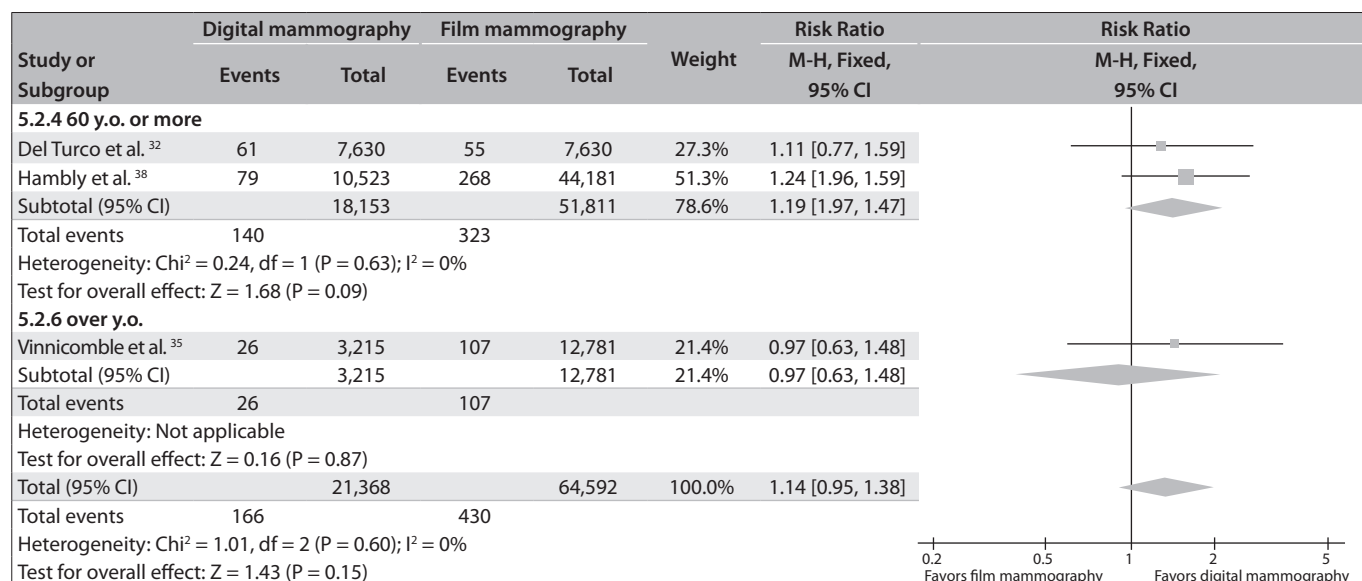 Digital mammography Film mammography Risk Ratio Risk Ratio
Study or Subgroup Events Total Events Total Weight M-H, Fixed, 95% CI M-H, Fixed, 95% CI
5.2.4 60 y.o. or more
Del Turco et al. 32 61 7,630 55 7,630 27.3% 1.11 [0.77, 1.59]
Hambly et al. 38 79 10,523 268 44,181 51.3% 1.24 [1.96, 1.59]
Subtotal (95% CI) 18,153 51,811 78.6% 1.19 [1.97, 1.47]
Total events 140 323
Heterogeneity: Chi² = 0.24, df = 1 (P = 0.63); I² = 0%
Test for overall effect: Z = 1.68 (P = 0.09)
5.2.6 over y.o.
Vinnicomble et al. 35 26 3,215 107 12,781 21.4% 0.97 [0.63, 1.48]
Subtotal (95% CI) 3,215 12,781 21.4% 0.97 [0.63, 1.48]
Total events 26 107
Heterogeneity: Not applicable
Test for overall effect: Z = 0.16 (P = 0.87)
Total (95% CI) 21,368 64,592 100.0% 1.14 [0.95, 1.38]
Total events 166 430
Heterogeneity: Chi² = 1.01, df = 2 (P = 0.60); I² = 0%
Test for overall effect: Z = 1.43 (P = 0.15)
0.2 0.5 1 2 5
Favors film mammography Favors digital mammography